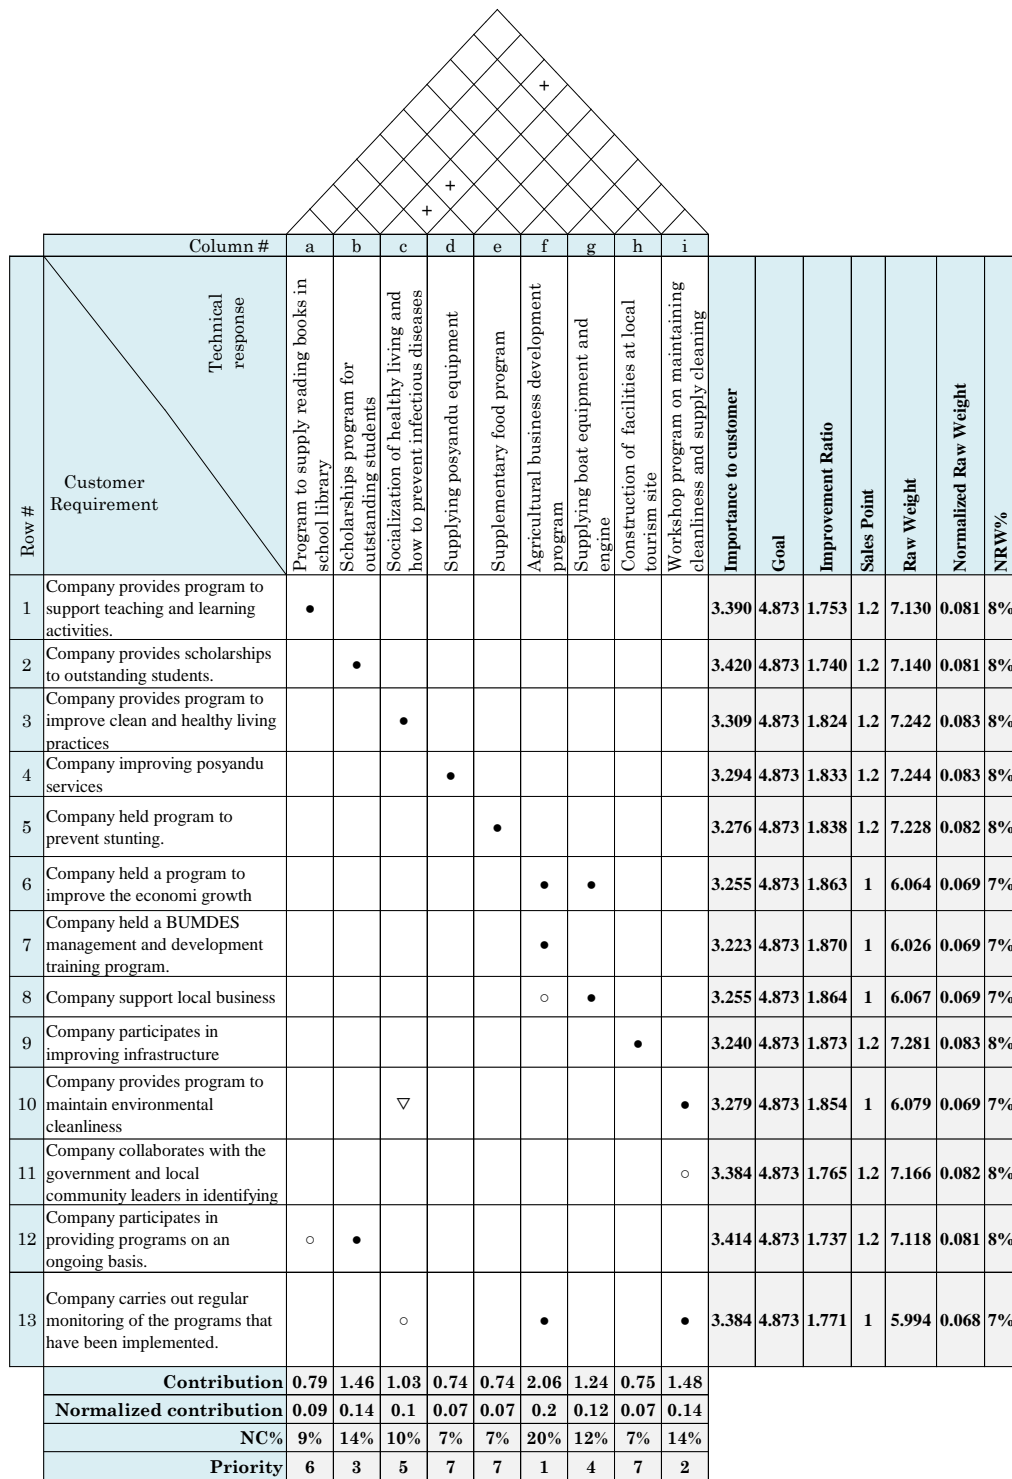 +
+
+
Column # a b c d e f g h i
Row #
Technical
response
Customer
Requirement
Program to supply reading books in
school library
Scholarships program for
outstanding students
Socialization of healthy living and
how to prevent infectious diseases
Supplying posyandu equipment
Supplementary food program
Agricultural business development
program
Supplying boat equipment and
engine
Construction of facilities at local
tourism site
Workshop program on maintaining
cleanliness and supply cleaning
Importance to customer
Goal
Improvement Ratio
Sales Point
Raw Weight
Normalized Raw Weight
NRW%
Company provides program to
1 support teaching and learning ● 3.390 4.873 1.753 1.2 7.130 0.081 8%
activities.
2 Company provides scholarships ● 3.420 4.873 1.740 1.2 7.140 0.081 8%
to outstanding students.
Company provides program to
3 improve clean and healthy living ● 3.309 4.873 1.824 1.2 7.242 0.083 8%
practices
4 Company improving posyandu ● 3.294 4.873 1.833 1.2 7.244 0.083 8%
services
5 Company held program to ● 3.276 4.873 1.838 1.2 7.228 0.082 8%
prevent stunting.
6 Company held a program to ● ● 3.255 4.873 1.863 1 6.064 0.069 7%
improve the economi growth
Company held a BUMDES
7 management and development ● 3.223 4.873 1.870 1 6.026 0.069 7%
training program.
8 Company support local business ○ ● 3.255 4.873 1.864 1 6.067 0.069 7%
9 Company participates in ● 3.240 4.873 1.873 1.2 7.281 0.083 8%
improving infrastructure
Company provides program to
10 maintain environmental ▽ ● 3.279 4.873 1.854 1 6.079 0.069 7%
cleanliness
Company collaborates with the
11 government and local ○ 3.384 4.873 1.765 1.2 7.166 0.082 8%
community leaders in identifying
Company participates in
12 providing programs on an ○ ● 3.414 4.873 1.737 1.2 7.118 0.081 8%
ongoing basis.
Company carries out regular
13 monitoring of the programs that ○ ● ● 3.384 4.873 1.771 1 5.994 0.068 7%
have been implemented.
Contribution 0.79 1.46 1.03 0.74 0.74 2.06 1.24 0.75 1.48
Normalized contribution 0.09 0.14 0.1 0.07 0.07 0.2 0.12 0.07 0.14
NC% 9% 14% 10% 7% 7% 20% 12% 7% 14%
Priority 6 3 5 7 7 1 4 7 2